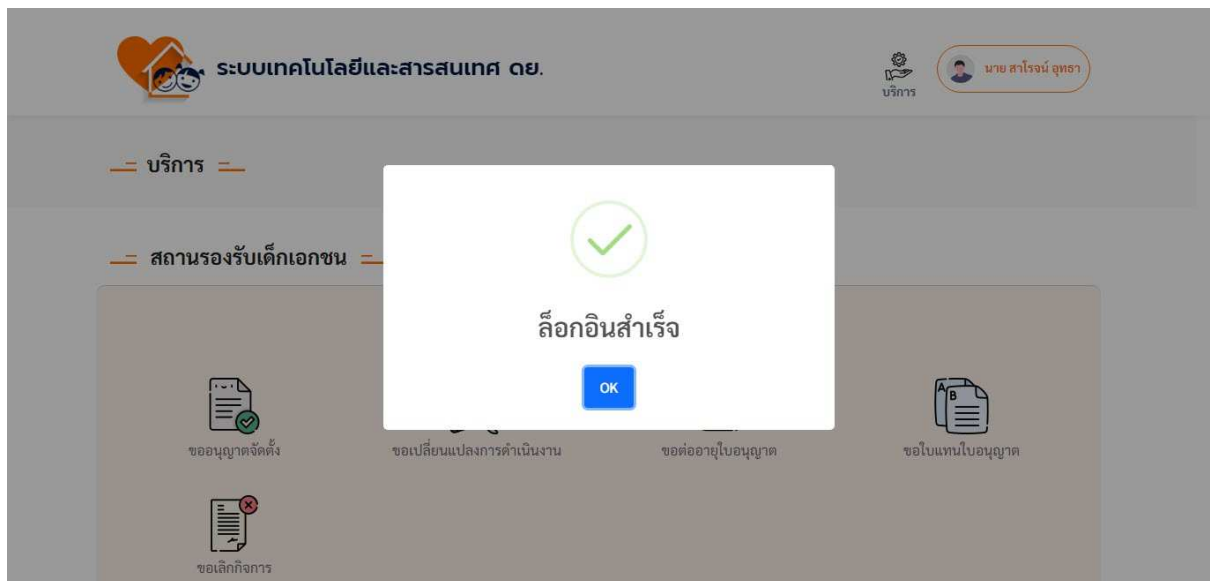 ระบบเทคโนโลยีและสารสนเทศ ดย.
บริการ
นาย สาโรจน์ อุทธา
บริการ
สถานรองรับเด็กเอกชน
ล็อกอินสำเร็จ
OK
A
B
ขออนุญาตจัดตั้ง
ขอเปลี่ยนแปลงการดำเนินงาน
ขอต่ออายุใบอนุญาต
ขอใบแทนใบอนุญาต
ขอเลิกกิจการ